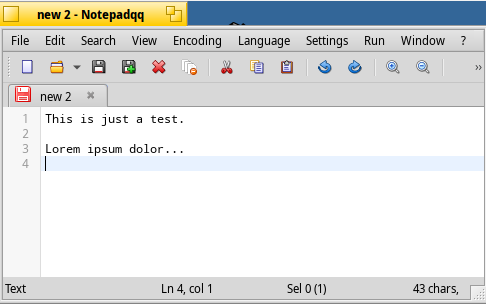 new 2 - Notepadqq
File Edit Search View Encoding Language Settings Run Window ?
new 2
1 This is just a test.
2
3 Lorem ipsum dolor...
4
Text Ln 4, col 1 Sel 0 (1) 43 chars,